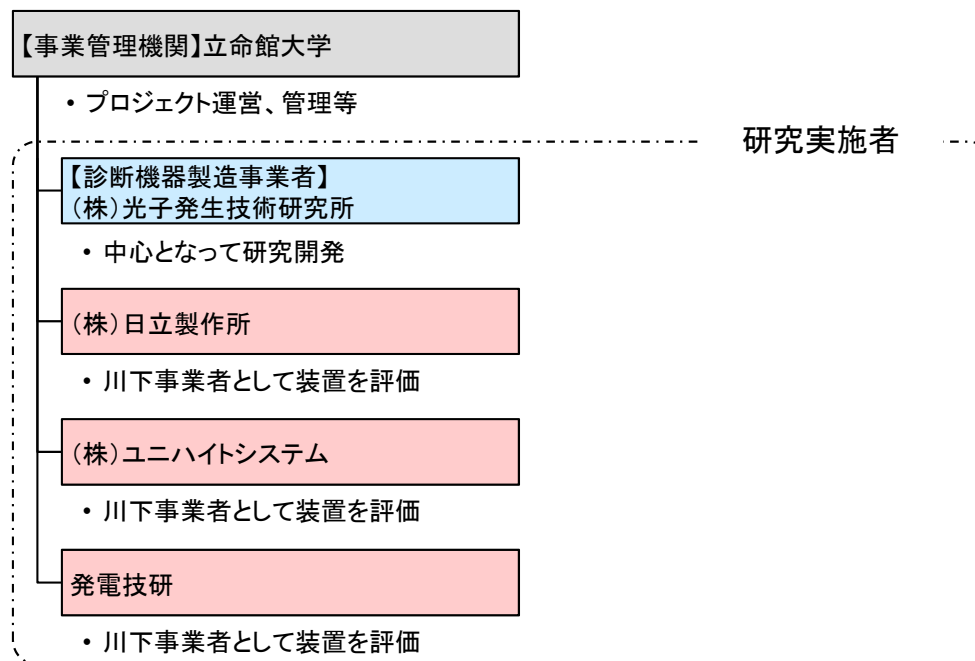 【事業管理機関】立命館大学
• プロジェクト運営、管理等
研究実施者
【診断機器製造事業者】
（株）光子発生技術研究所
• 中心となって研究開発
（株）日立製作所
• 川下事業者として装置を評価
（株）ユニハイトシステム
• 川下事業者として装置を評価
発電技研
• 川下事業者として装置を評価